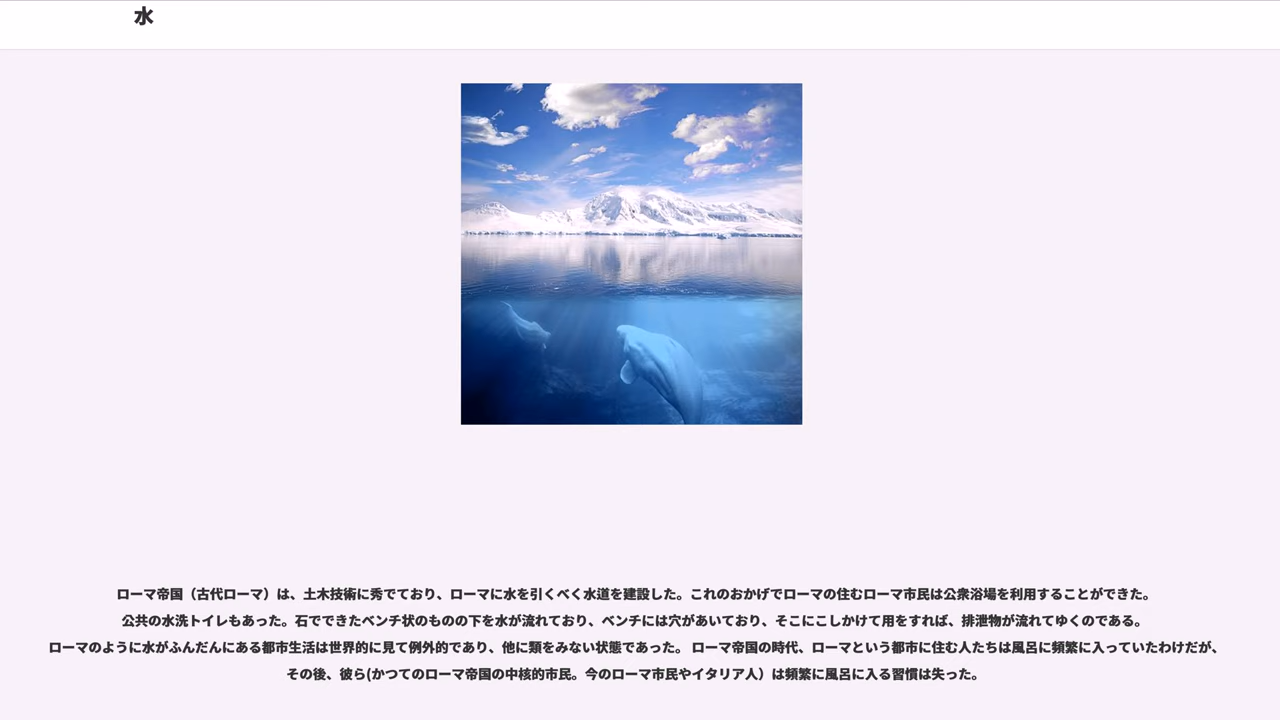 水
ローマ帝国（古代ローマ）は、土木技術に秀でており、ローマに水を引くべく水道を建設した。これのおかげでローマの住むローマ市民は公衆浴場を利用することができた。
公共の水洗トイレもあった。石でできたベンチ状のものの下を水が流れており、ベンチには穴があいており、そこにこしかけて用をすれば、排泄物が流れてゆくのである。
ローマのように水がふんだんにある都市生活は世界的に見て例外的であり、他に類をみない状態であった。 ローマ帝国の時代、ローマという都市に住む人たちは風呂に頻繁に入っていたわけだが、
その後、彼ら(かつてのローマ帝国の中核的市民。今のローマ市民やイタリア人）は頻繁に風呂に入る習慣は失った。